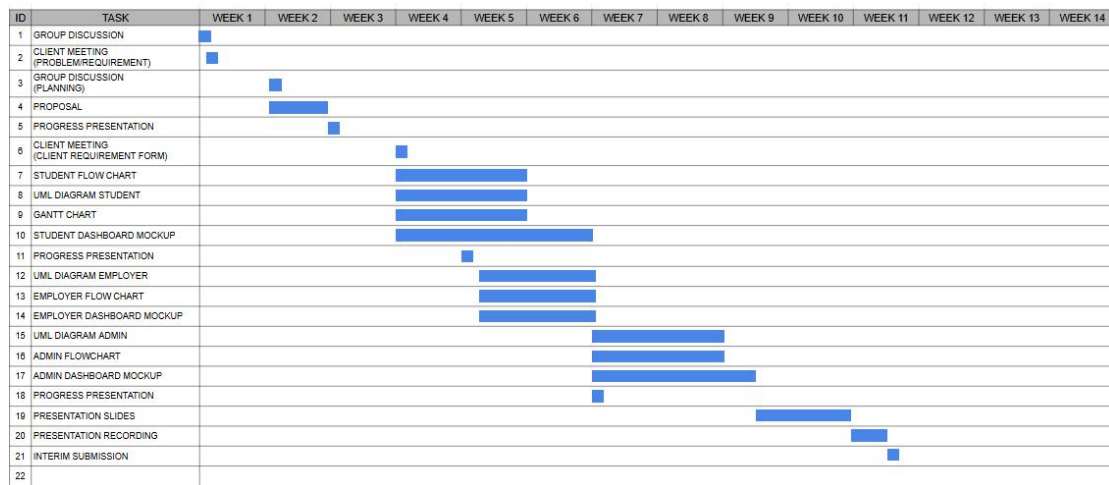 ID TASK WEEK 1 WEEK 2 WEEK 3 WEEK 4 WEEK 5 WEEK 6 WEEK 7 WEEK 8 WEEK 9 WEEK 10 WEEK 11 WEEK 12 WEEK 13 WEEK 14
1 GROUP DISCUSSION
2 CLIENT MEETING
(PROBLEM/REQUIREMENT)
3 GROUP DISCUSSION
(PLANNING)
4 PROPOSAL
5 PROGRESS PRESENTATION
6 CLIENT MEETING
(CLIENT REQUIREMENT FORM)
7 STUDENT FLOW CHART
8 UML DIAGRAM STUDENT
9 GANTT CHART
10 STUDENT DASHBOARD MOCKUP
11 PROGRESS PRESENTATION
12 UML DIAGRAM EMPLOYER
13 EMPLOYER FLOW CHART
14 EMPLOYER DASHBOARD MOCKUP
15 UML DIAGRAM ADMIN
16 ADMIN FLOWCHART
17 ADMIN DASHBOARD MOCKUP
18 PROGRESS PRESENTATION
19 PRESENTATION SLIDES
20 PRESENTATION RECORDING
21 INTERIM SUBMISSION
22